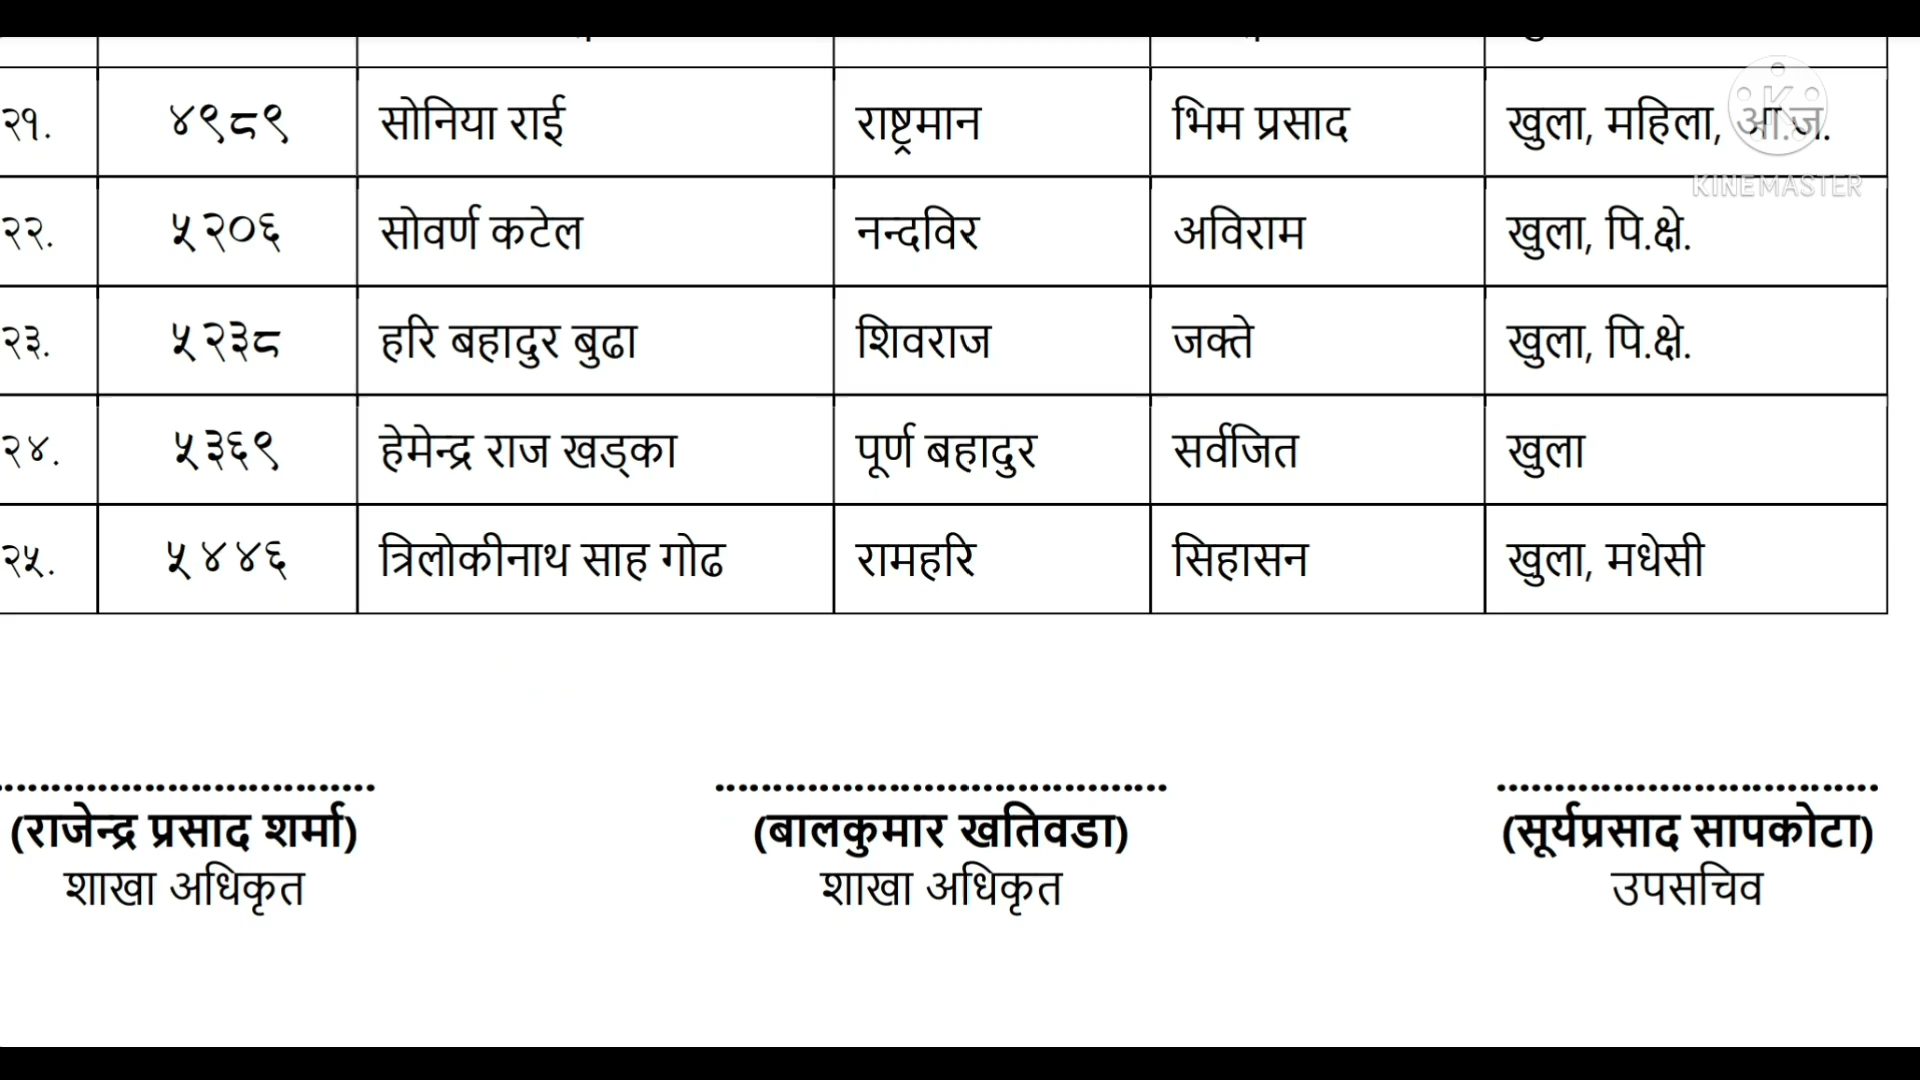 २१. ४९८९ सोनिया राई राष्ट्रमान भिम प्रसाद खुला, महिला, आ.ज.
KINEMASTER
२२. ५२०६ सोवर्ण कटेल नन्दविर अविराम खुला, पि.क्षे.
२३. ५२३८ हरि बहादुर बुढा शिवराज जक्ते खुला, पि.क्षे.
२४. ५३६९ हेमेन्द्र राज खड्का पूर्ण बहादुर सर्वजित खुला
२५. ५४४६ त्रिलोकीनाथ साह गोढ रामहरि सिहासन खुला, मधेसी
(राजेन्द्र प्रसाद शर्मा) (बालकुमार खतिवडा) (सूर्यप्रसाद सापकोटा)
शाखा अधिकृत शाखा अधिकृत उपसचिव